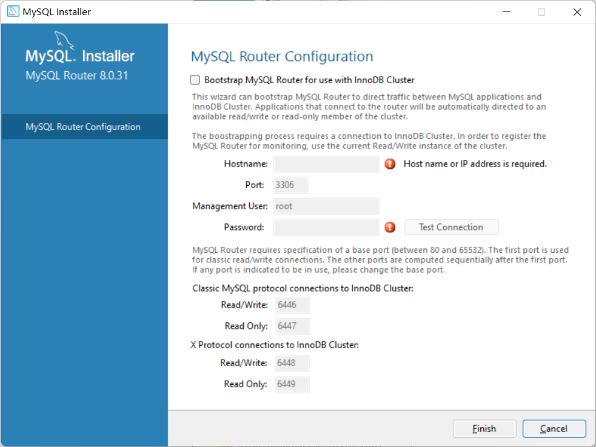 MySQL Installer
MySQL. Installer
MySQL Router 8.0.31
MySQL Router Configuration
MySQL Router Configuration
Bootstrap MySQL Router for use with InnoDB Cluster
This wizard can bootstrap MySQL Router to direct traffic between MySQL applications and
InnoDB Cluster. Applications that connect to the router will be automatically directed to an
available read/write or read-only member of the cluster.
The boostrapping process requires a connection to InnoDB Cluster. In order to register the
MySQL Router for monitoring, use the current Read/Write instance of the cluster.
Hostname: Host name or IP address is required.
Port: 3306
Management User: root
Password: Test Connection
MySQL Router requires specification of a base port (between 80 and 65532). The first port is used
for classic read/write connections. The other ports are computed sequentially after the first port.
If any port is indicated to be in use, please change the base port.
Classic MySQL protocol connections to InnoDB Cluster:
Read/Write: 6446
Read Only: 6447
X Protocol connections to InnoDB Cluster:
Read/Write: 6448
Read Only: 6449
Finish Cancel